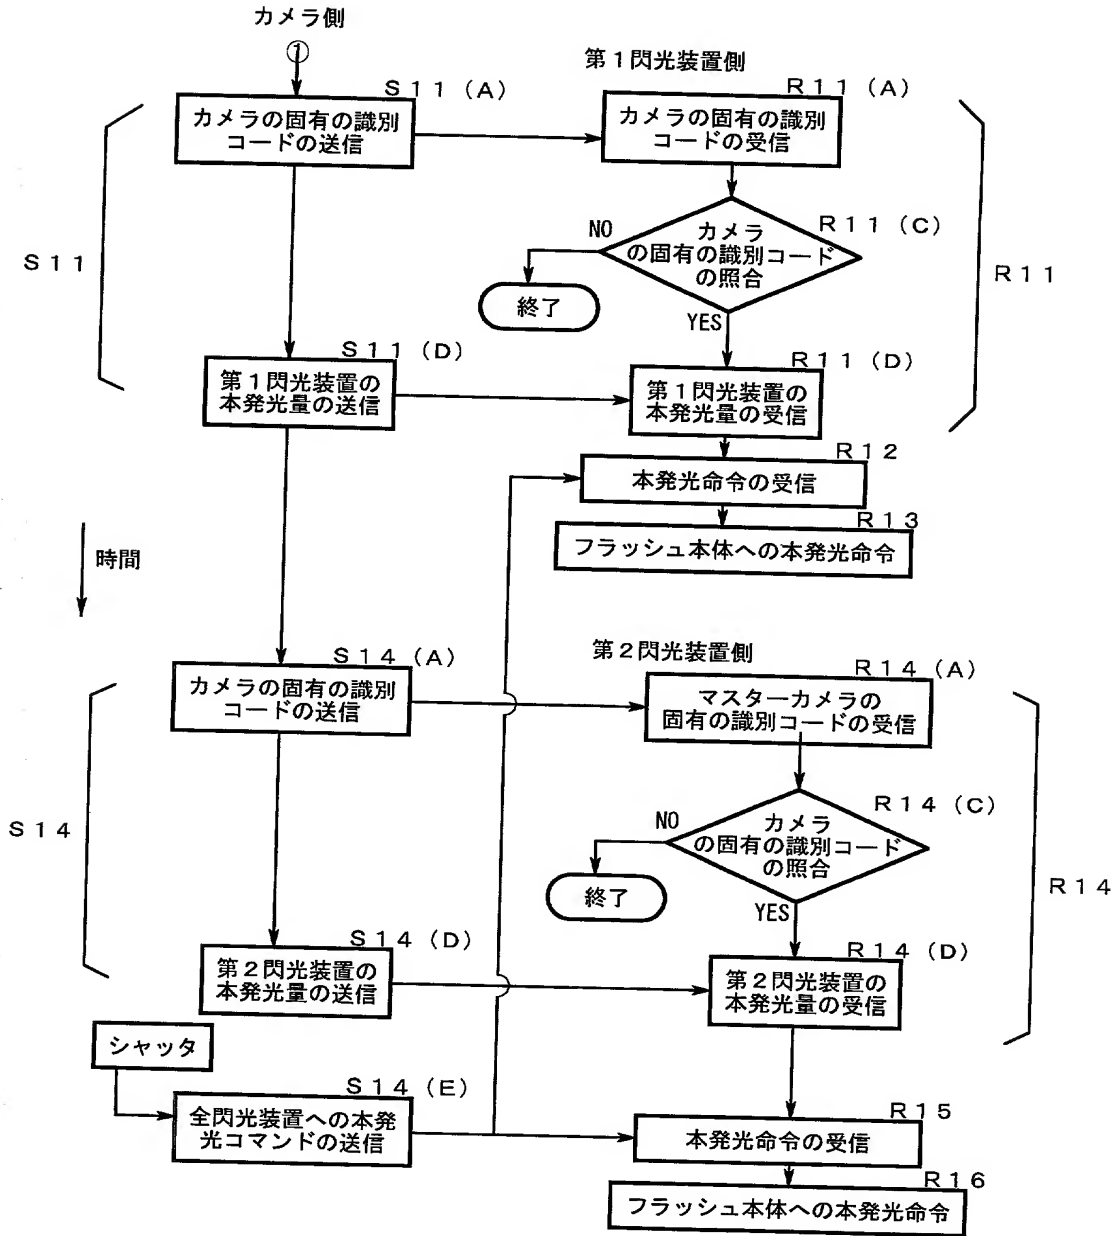 カメラ側
①
第1閃光装置側
S11(A)
R11(A)
カメラの固有の識別
コードの送信
カメラの固有の識別
コードの受信
R11(C)
NO
カメラ
の固有の識別コード
の照合
S11
R11
終了
YES
S11(D)
R11(D)
第1閃光装置の
本発光量の送信
第1閃光装置の
本発光量の受信
R12
本発光命令の受信
R13
フラッシュ本体への本発光命令
時間
第2閃光装置側
S14(A)
R14(A)
カメラの固有の識別
コードの送信
マスターカメラの
固有の識別コードの受信
R14(C)
NO
カメラ
の固有の識別コード
の照合
S14
R14
終了
YES
S14(D)
R14(D)
第2閃光装置の
本発光量の送信
第2閃光装置の
本発光量の受信
シャッタ
S14(E)
R15
全閃光装置への本発
光コマンドの送信
本発光命令の受信
R16
フラッシュ本体への本発光命令